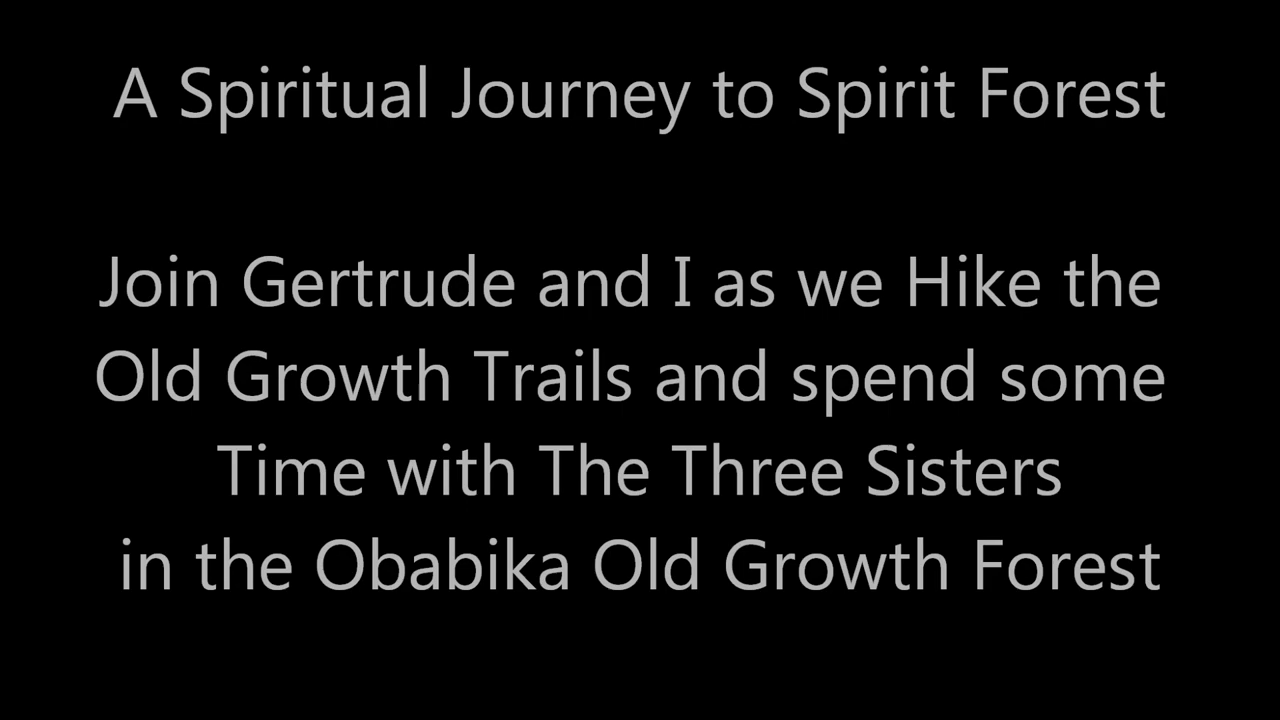 A Spiritual Journey to Spirit Forest
Join Gertrude and I as we Hike the
Old Growth Trails and spend some
Time with The Three Sisters
in the Obabika Old Growth Forest